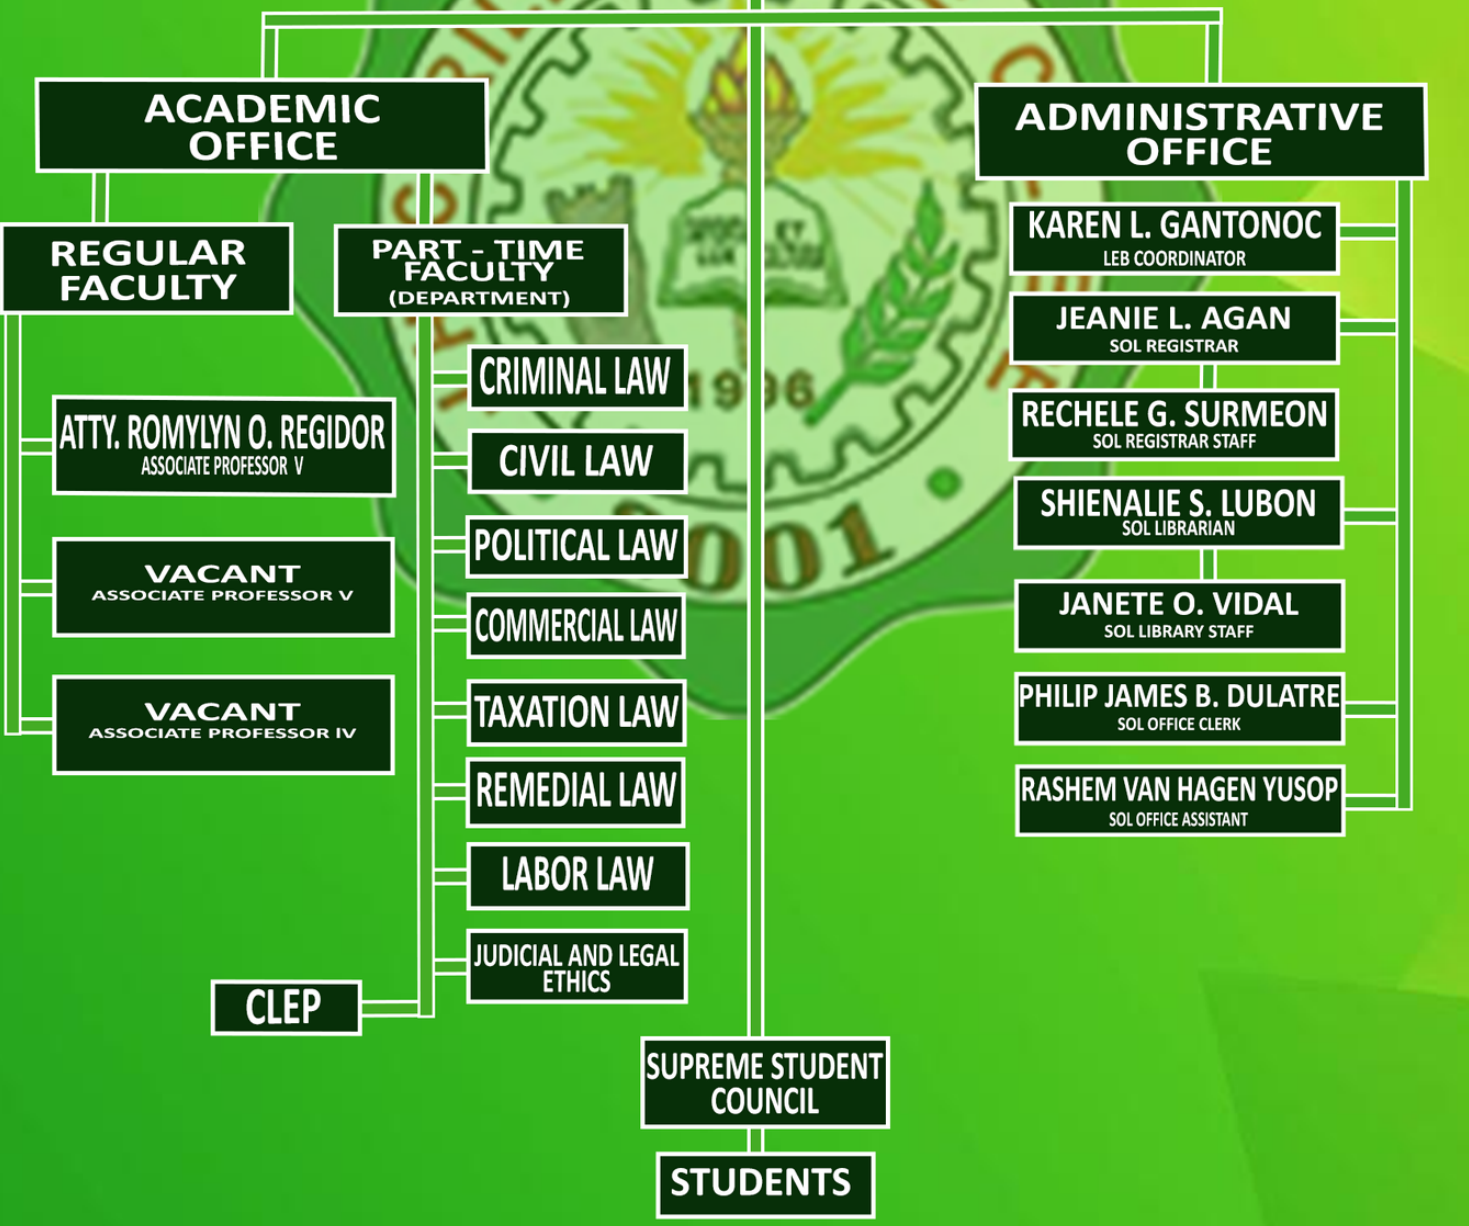 ACADEMIC
OFFICE
ADMINISTRATIVE
OFFICE
REGULAR
FACULTY
PART - TIME
FACULTY
(DEPARTMENT)
ATTY. ROMYLYN O. REGIDOR
ASSOCIATE PROFESSOR V
VACANT
ASSOCIATE PROFESSOR V
VACANT
ASSOCIATE PROFESSOR IV
CRIMINAL LAW
CIVIL LAW
POLITICAL LAW
COMMERCIAL LAW
TAXATION LAW
REMEDIAL LAW
LABOR LAW
JUDICIAL AND LEGAL
ETHICS
CLEP
KAREN L. GANTONOC
LEB COORDINATOR
JEANIE L. AGAN
SOL REGISTRAR
RECHELE G. SURMEON
SOL REGISTRAR STAFF
SHIENALIE S. LUBON
SOL LIBRARIAN
JANETE O. VIDAL
SOL LIBRARY STAFF
PHILIP JAMES B. DULATRE
SOL OFFICE CLERK
RASHEM VAN HAGEN YUSOP
SOL OFFICE ASSISTANT
SUPREME STUDENT
COUNCIL
STUDENTS
1996